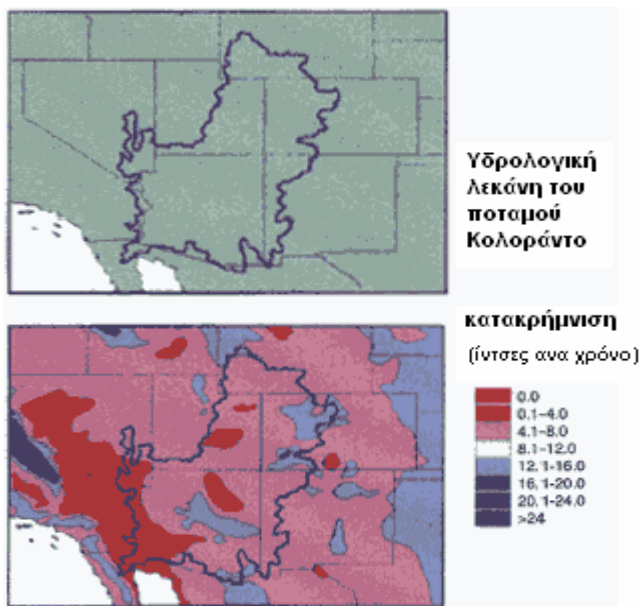 Υδρολογική
λεκάνη του
ποταμού
Κολοράντο
κατακρήμνιση
(ίντσες ανα χρόνο)
0.0
0.1–4.0
4.1–8.0
8.1–12.0
12.1–16.0
16.1–20.0
20.1–24.0
>24